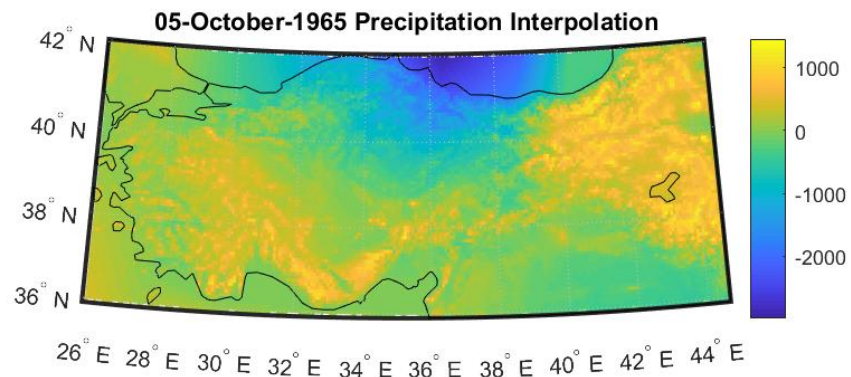 05-October-1965 Precipitation Interpolation
42° N
40° N
38° N
36° N
26° E 28° E 30° E 32° E 34° E 36° E 38° E 40° E 42° E 44° E
1000
0
-1000
-2000